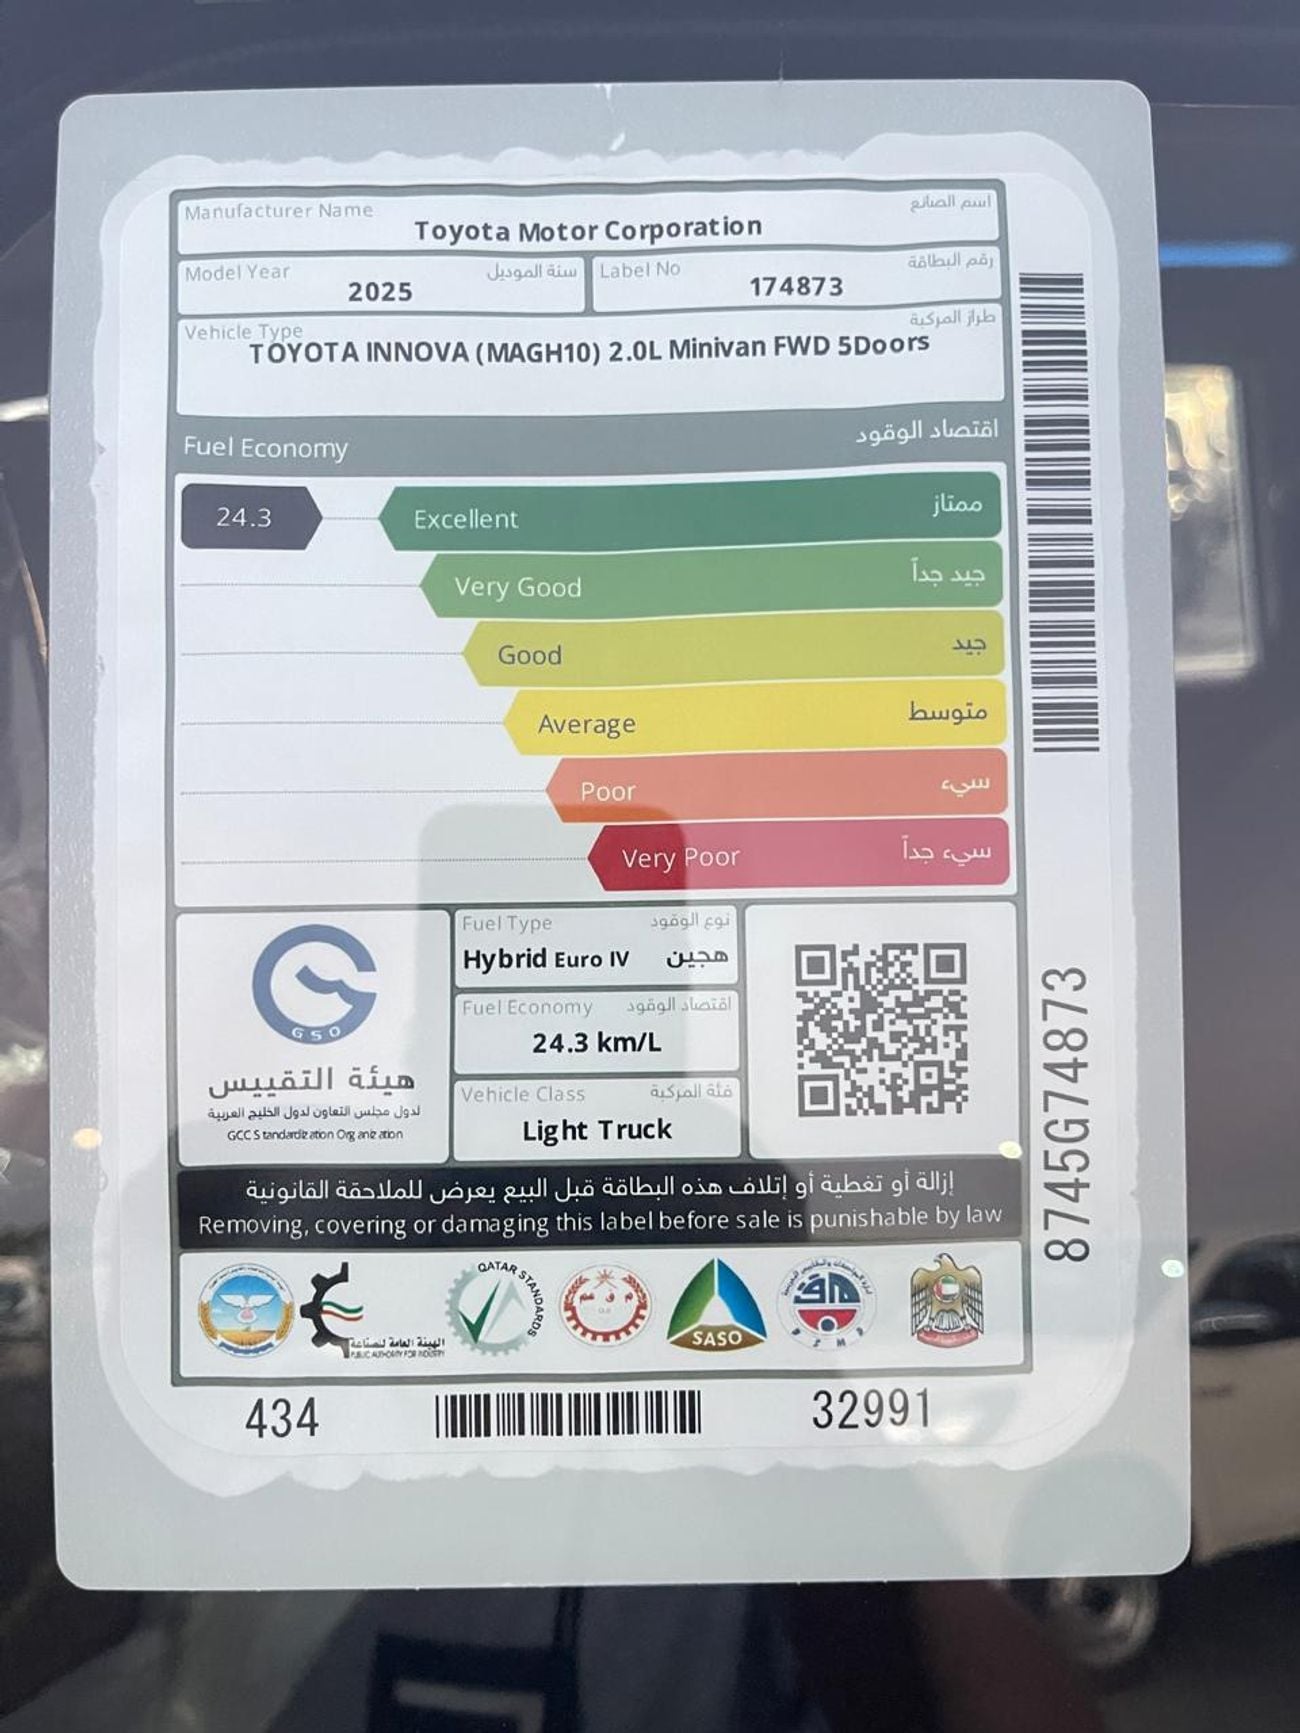 Manufacturer Name اسم الصانع
Toyota Motor Corporation
Model Year سنة الموديل
2025
Label No رقم البطاقة
174873
Vehicle Type طراز المركبة
TOYOTA INNOVA (MAGH10) 2.0L Minivan FWD 5Doors
Fuel Economy اقتصاد الوقود
24.3 Excellent ممتاز
Very Good جيد جداً
Good جيد
Average متوسط
Poor سيء
Very Poor سيء جداً
GSO
هيئة التقييس
لدول مجلس التعاون لدول الخليج العربية
GCC Standardization Organization
Fuel Type نوع الوقود
Hybrid Euro IV هجين
Fuel Economy اقتصاد الوقود
24.3 km/L
Vehicle Class فئة المركبة
Light Truck
8745G74873
إزالة أو تغطية أو إتلاف هذه البطاقة قبل البيع يعرض للملاحقة القانونية
Removing, covering or damaging this label before sale is punishable by law
الهيئة العامة للصناعة
PUBLIC AUTHORITY FOR INDUSTRY
QATAR STANDARDS
SASO
BSMD
434
32991